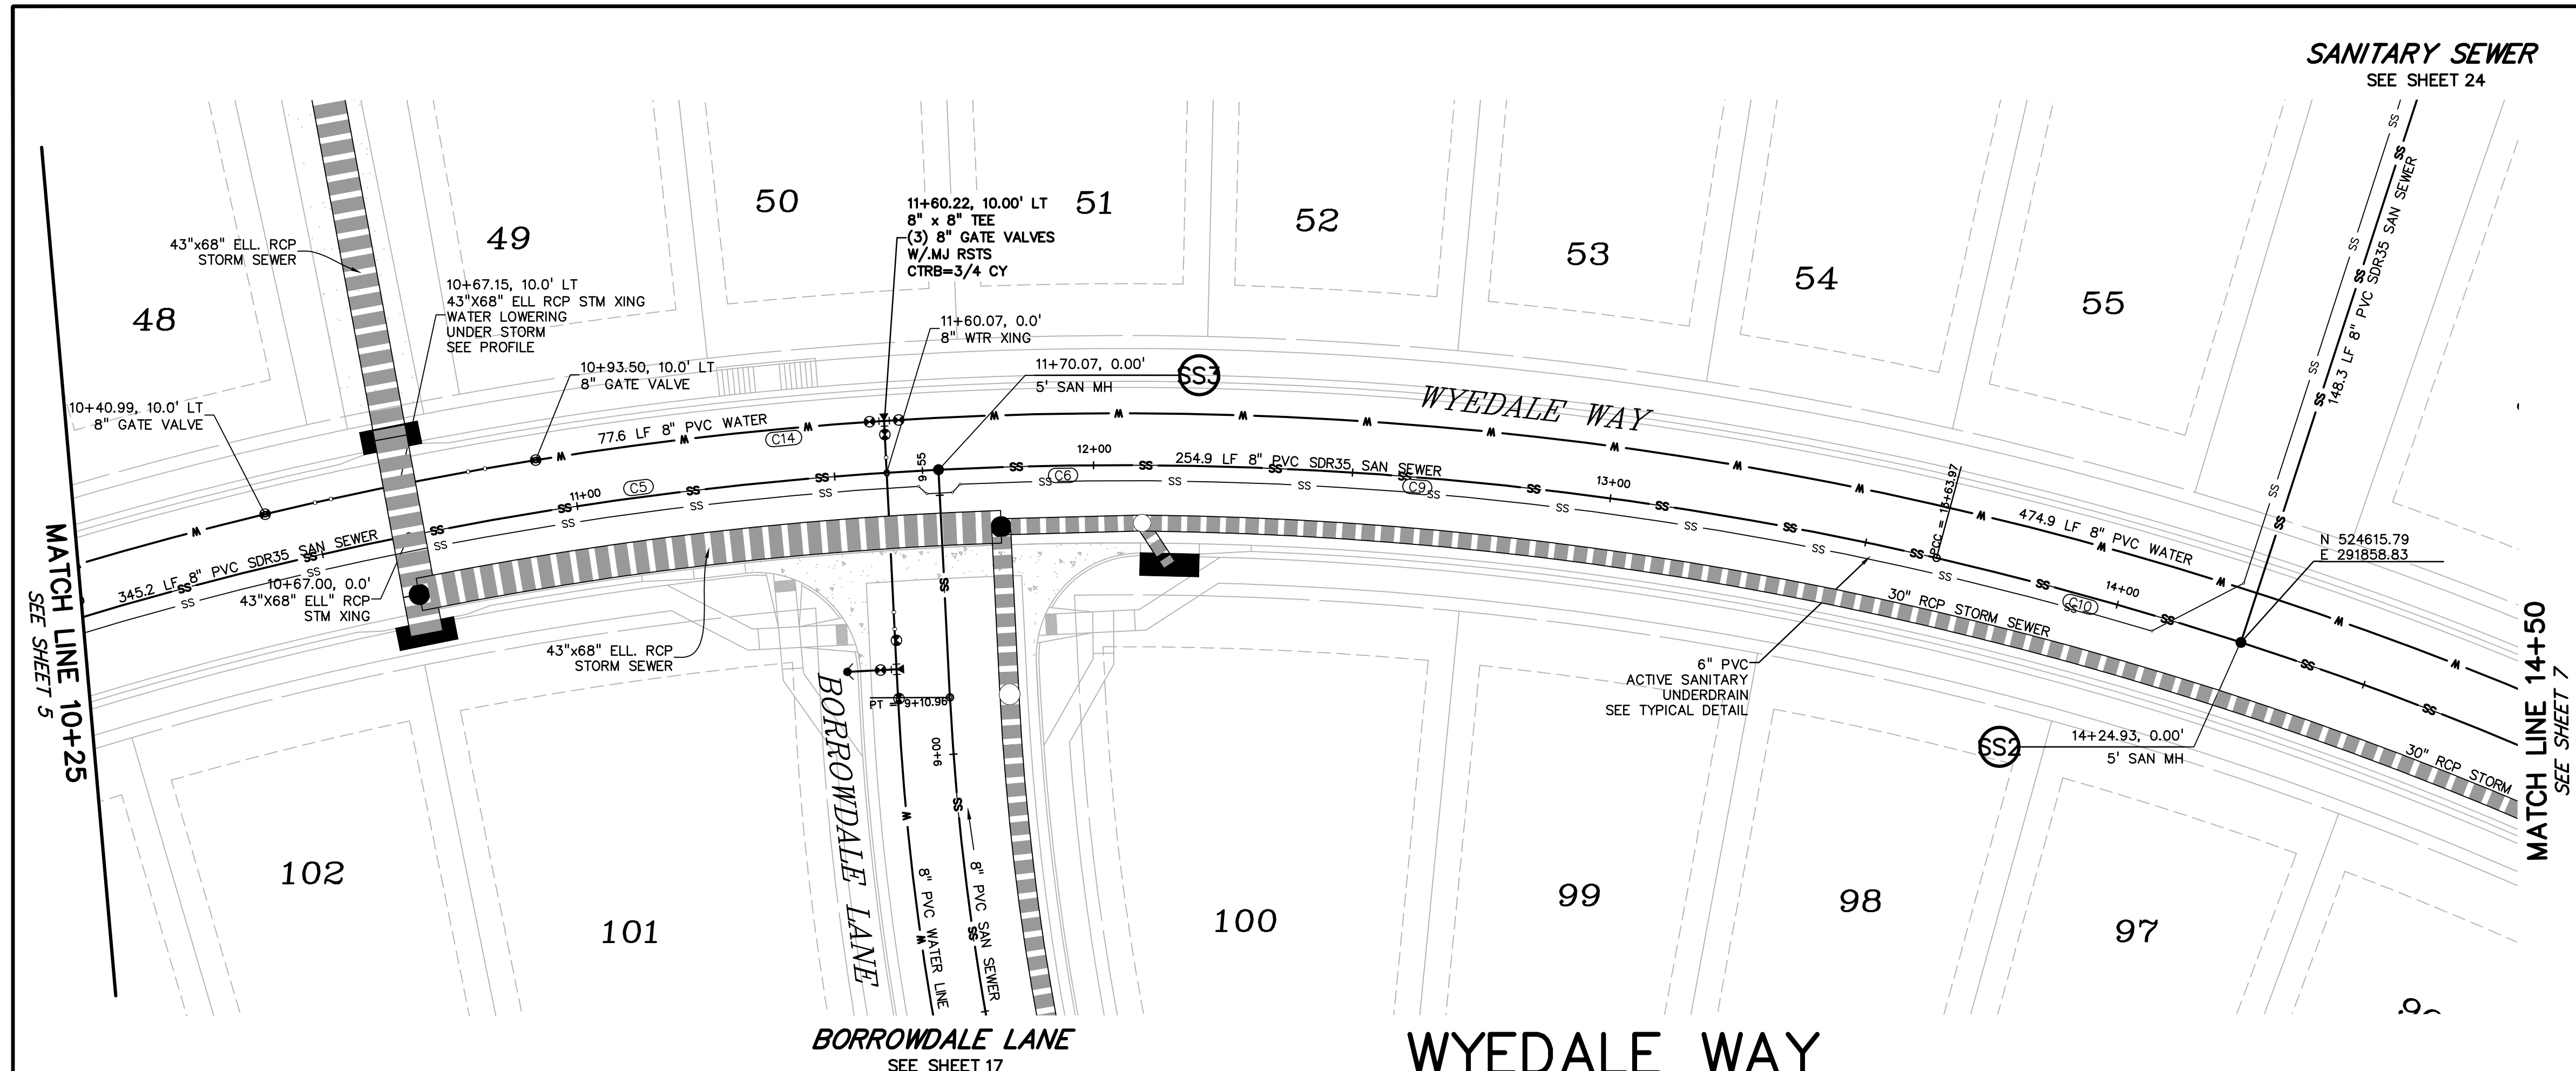 SANITARY SEWER
SEE SHEET 24
48
49
50
51
52
53
54
55
43"x68" ELL. RCP
STORM SEWER
10+67.15, 10.0' LT
43"X68" ELL RCP STM XING
WATER LOWERING
UNDER STORM
SEE PROFILE
11+60.22, 10.00' LT
8" x 8" TEE
(3) 8" GATE VALVES
W/.MJ RSTS
CTRB=3/4 CY
11+60.07, 0.0'
8" WTR XING
10+93.50, 10.0' LT
8" GATE VALVE
11+70.07, 0.00'
5' SAN MH
SS3
10+40.99, 10.0' LT
8" GATE VALVE
77.6 LF 8" PVC WATER
C14
WYEDALE WAY
148.3 LF 8" PVC SDR35 SAN SEWER
9+55
12+00
254.9 LF 8" PVC SDR35 SAN SEWER
C5
C6
C9
11+00
13+00
PCC = 13+63.97
474.9 LF 8" PVC WATER
N 524615.79
E 291858.83
MATCH LINE 10+25
SEE SHEET 5
345.2 LF 8" PVC SDR35 SAN SEWER
10+67.00, 0.0'
43"X68" ELL" RCP
STM XING
14+00
C10
30" RCP STORM SEWER
43"x68" ELL. RCP
STORM SEWER
6" PVC
ACTIVE SANITARY
UNDERDRAIN
SEE TYPICAL DETAIL
PT = 9+10.96
9+00
BORROWDALE LANE
SS2
14+24.93, 0.00'
5' SAN MH
30" RCP STORM
MATCH LINE 14+50
SEE SHEET 7
8" PVC WATER LINE
8" PVC SAN SEWER
102
101
100
99
98
97
BORROWDALE LANE
SEE SHEET 17
WYEDALE WAY